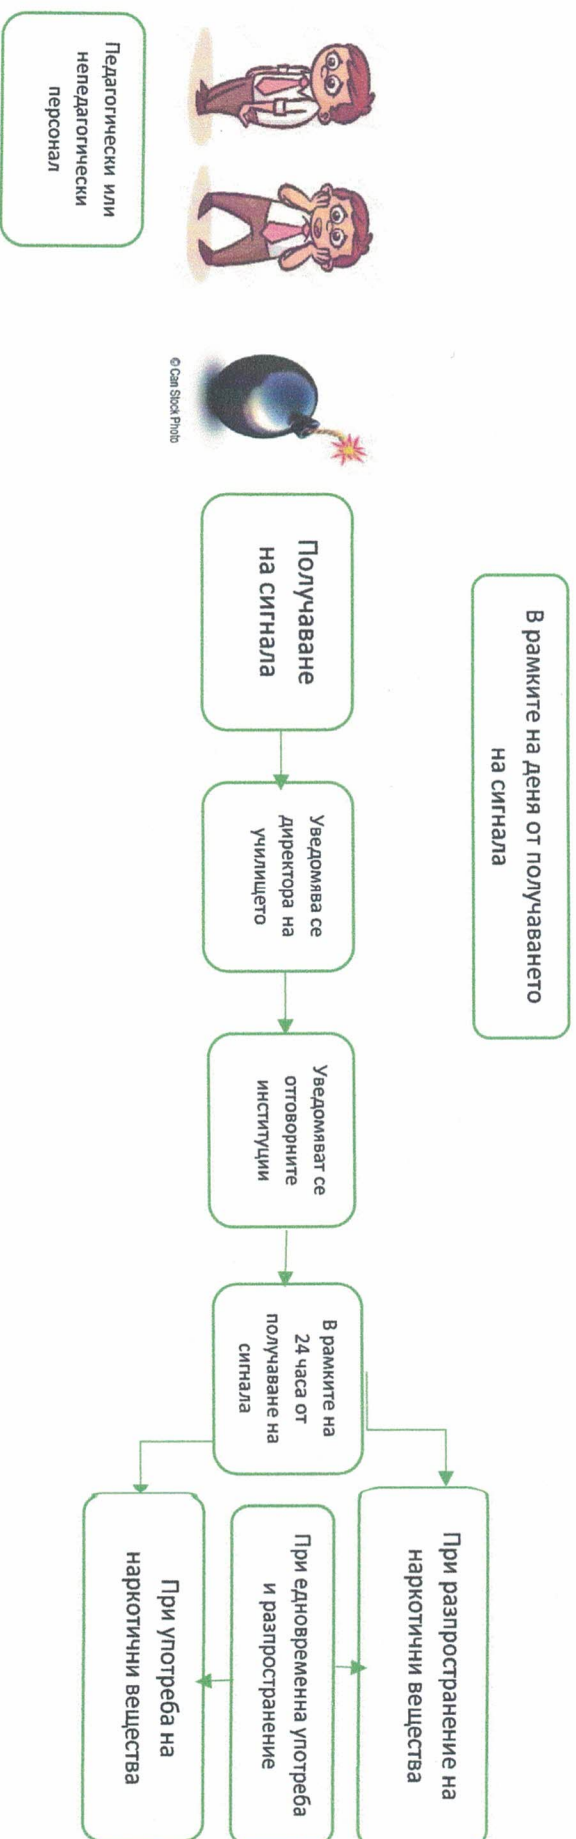 В рамките на деня от получаването
на сигнала
Получаване
на сигнала
Уведомява се
директора на
училището
Уведомяват се
отговорните
институции
В рамките на
24 часа от
получаване на
сигнала
При разпространение на
наркотични вещества
При едновременна употреба
и разпространение
При употреба на
наркотични вещества
© Can Stock Photo
Педагогически или
непедагогически
персонал